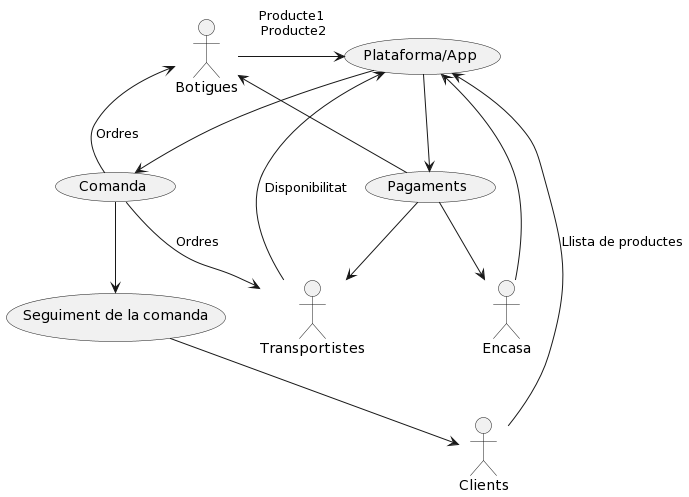 Producte1
Producte2
Plataforma/App
Botigues
Ordres
Comanda
Disponibilitat
Pagaments
Ordres
Llista de productes
Seguiment de la comanda
Transportistes
Encasa
Clients